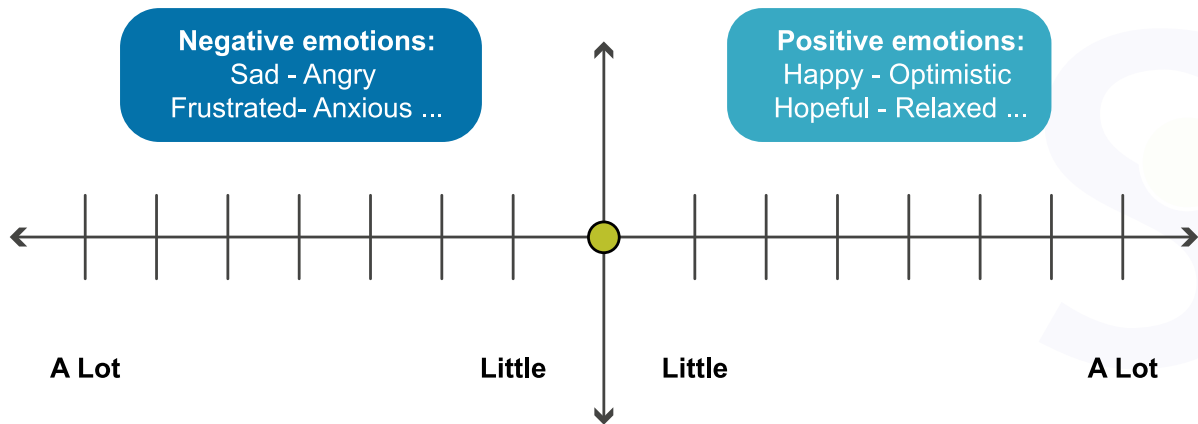 Negative emotions:
Sad - Angry
Frustrated- Anxious ...
Positive emotions:
Happy - Optimistic
Hopeful - Relaxed ...
A Lot
Little
Little
A Lot